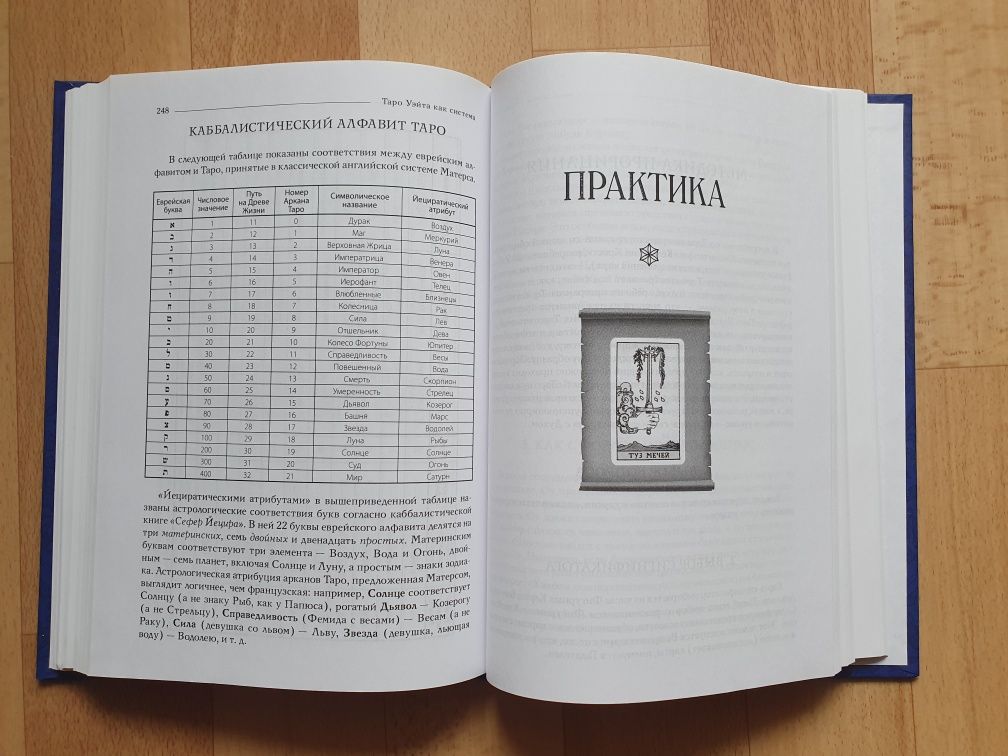 248
Таро Уэйта как система
КАББАЛИСТИЧЕСКИЙ АЛФАВИТ ТАРО
В следующей таблице показаны соответствия между еврейским ал-
фавитом и Таро, принятые в классической английской системе Матерса.
Еврейская буква Числовое значение Путь на Древе Жизни Номер Аркана Таро Символическое название Йециратический атрибут
א 1 11 0 Дурак Воздух
ב 2 12 1 Маг Меркурий
ג 3 13 2 Верховная Жрица Луна
ד 4 14 3 Императрица Венера
ה 5 15 4 Император Овен
ו 6 16 5 Иерофант Телец
ז 7 17 6 Влюбленные Близнецы
ח 8 18 7 Колесница Рак
ט 9 19 8 Сила Лев
י 10 20 9 Отшельник Дева
כ 20 21 10 Колесо Фортуны Юпитер
ל 30 22 11 Справедливость Весы
מ 40 23 12 Повешенный Вода
נ 50 24 13 Смерть Скорпион
ס 60 25 14 Умеренность Стрелец
ע 70 26 15 Дьявол Козерог
פ 80 27 16 Башня Марс
צ 90 28 17 Звезда Водолей
ק 100 29 18 Луна Рыбы
ר 200 30 19 Солнце Солнце
ש 300 31 20 Суд Огонь
ת 400 32 21 Мир Сатурн
«Йециратическими атрибутами» в вышеприведенной таблице на-
званы астрологические соответствия букв согласно каббалистической
книге «Сефер Йецира». В ней 22 буквы еврейского алфавита делятся на
три материнских, семь двойных и двенадцать простых. Материнским
буквам соответствуют три элемента — Воздух, Вода и Огонь, двой-
ным — семь планет, включая Солнце и Луну, а простым — знаки зодиа-
ка. Астрологическая атрибуция арканов Таро, предложенная Матерсом,
выглядит логичнее, чем французская: например, Солнце соответствует
Солнцу (а не знаку Рыб, как у Папюса), рогатый Дьявол — Козерогу
(а не Стрельцу), Справедливость (Фемида с весами) — Весам (а не
Раку), Сила (девушка со львом) — Льву, Звезда (девушка, льющая
воду) — Водолею, и т. д.
ПРАКТИКА
ТУЗ МЕЧЕЙ